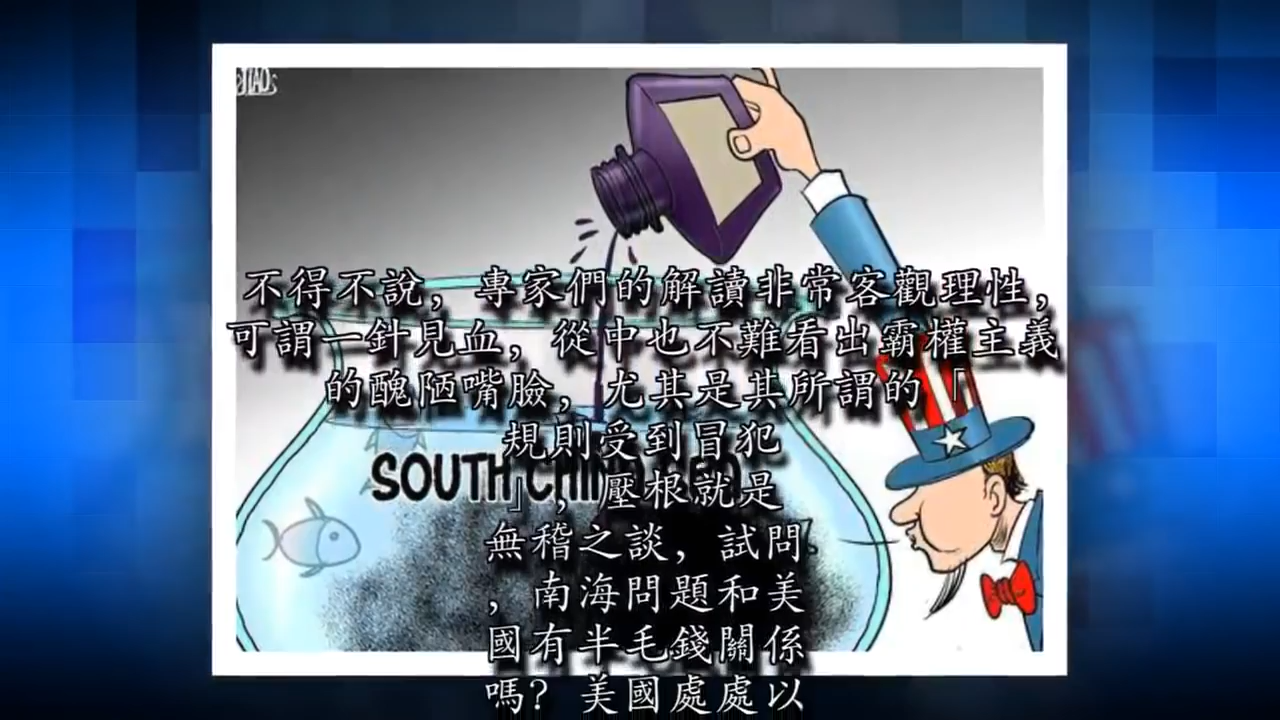 不得不說，專家們的解讀非常客觀理性，
可謂一針見血，從中也不難看出霸權主義
的醜陋嘴臉，尤其是其所謂的「
規則受到冒犯
SOUTH
」，壓根就是
無稽之談，試問
，南海問題和美
國有半毛錢關係
嗎？美國處處以